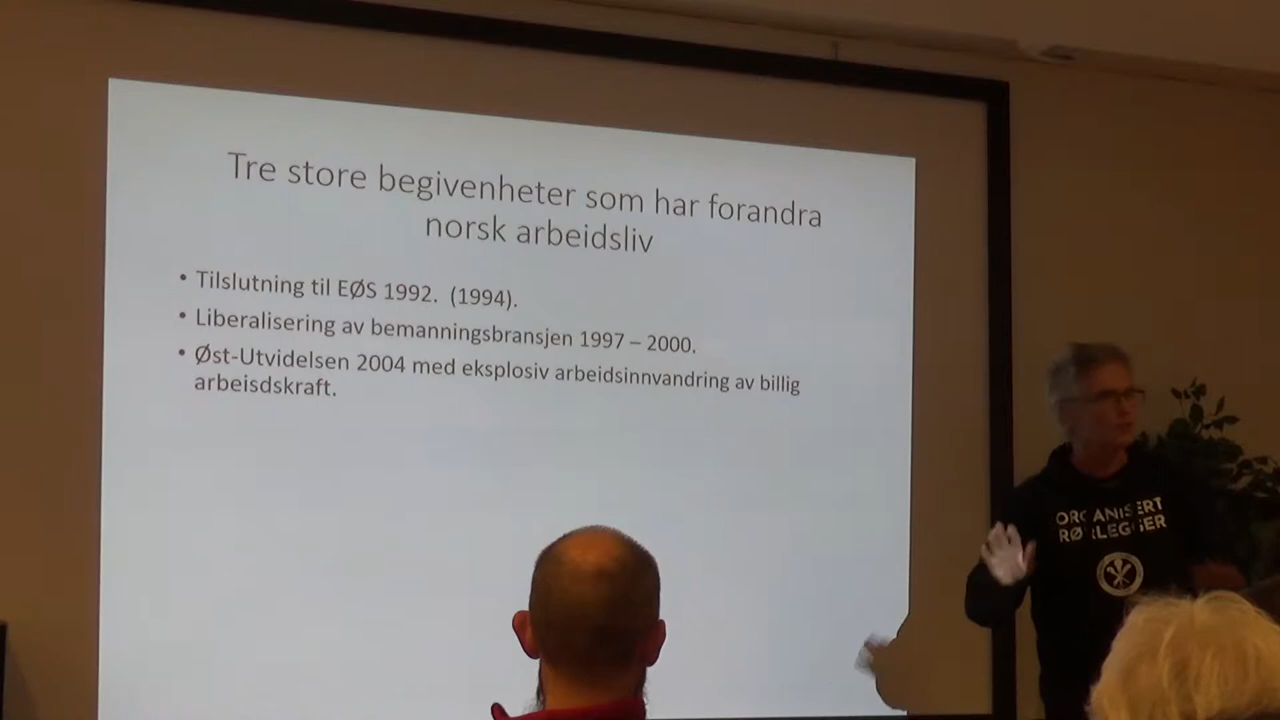 Tre store begivenheter som har forandra
norsk arbeidsliv
• Tilslutning til EØS 1992. (1994).
• Liberalisering av bemanningsbransjen 1997 – 2000.
• Øst-Utvidelsen 2004 med eksplosiv arbeidsinnvandring av billig
arbeisdskraft.
ORGANISERT
RØRLEGGER